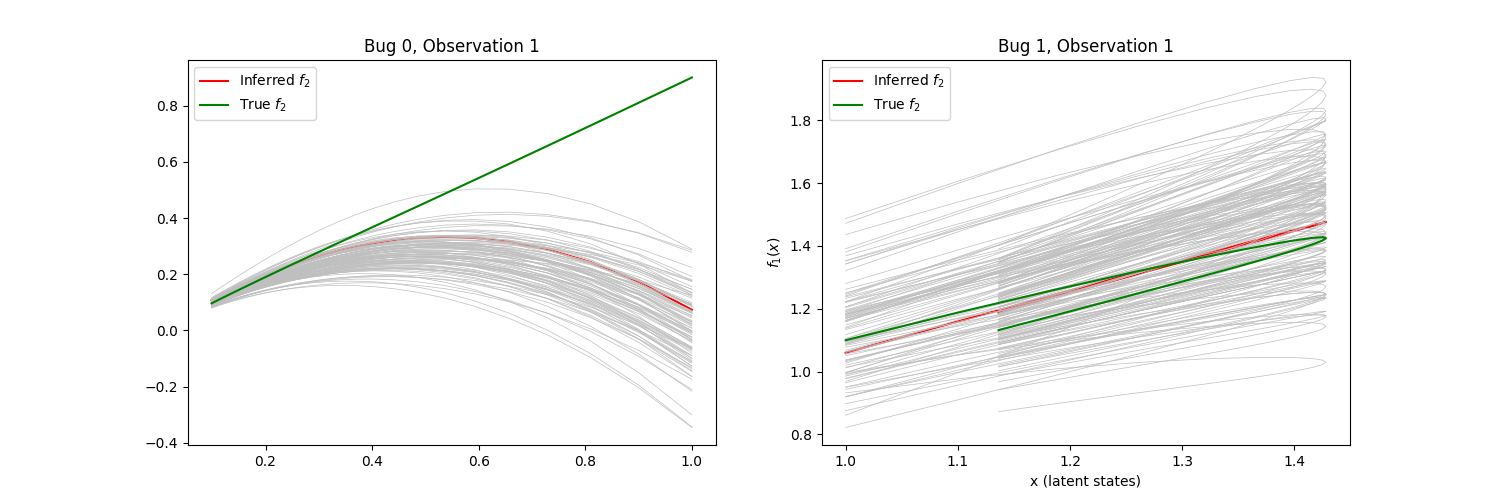 Bug 0, Observation 1
Inferred f₂
True f₂
0.8
0.6
0.4
0.2
0.0
−0.2
−0.4
0.2 0.4 0.6 0.8 1.0
Bug 1, Observation 1
Inferred f₂
True f₂
f₁(x)
1.8
1.6
1.4
1.2
1.0
0.8
1.0 1.1 1.2 1.3 1.4
x (latent states)